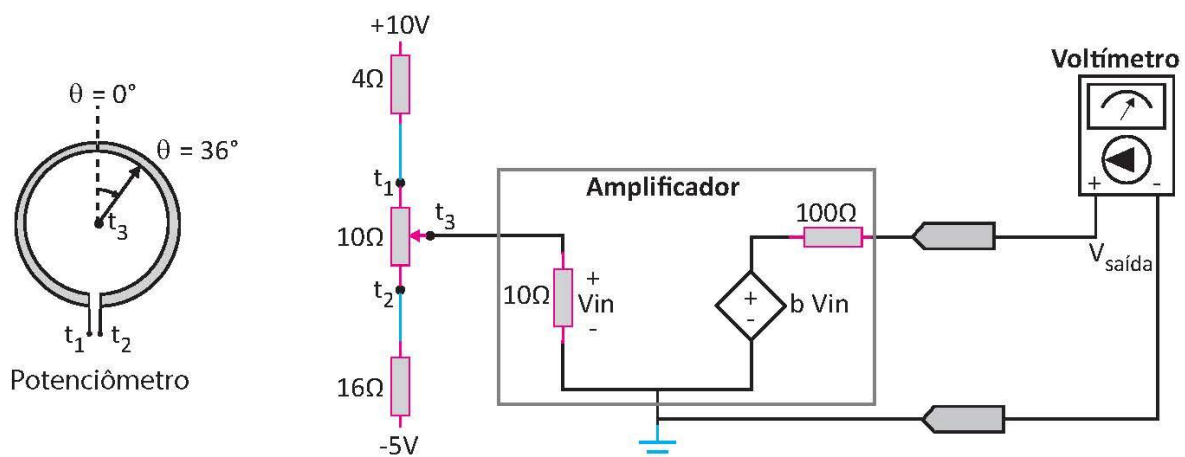 θ = 0°
θ = 36°
t3
t1 t2
Potenciômetro
+10V
4Ω
t1
10Ω
t3
t2
16Ω
-5V
Amplificador
10Ω
+
Vin
-
+
-
b Vin
100Ω
Voltímetro
+ -
Vsaída